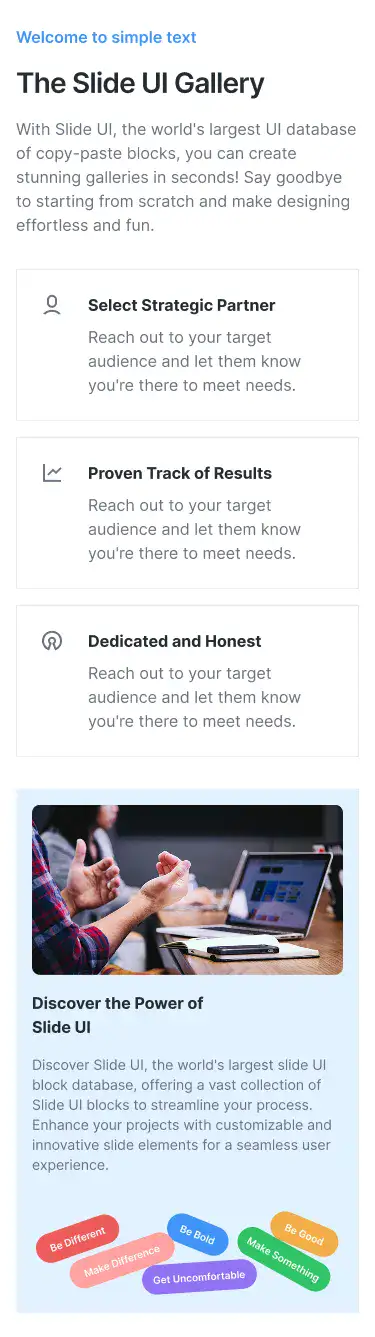 Welcome to simple text
The Slide UI Gallery
With Slide UI, the world's largest UI database
of copy-paste blocks, you can create
stunning galleries in seconds! Say goodbye
to starting from scratch and make designing
effortless and fun.
Select Strategic Partner
Reach out to your target
audience and let them know
you're there to meet needs.
Proven Track of Results
Reach out to your target
audience and let them know
you're there to meet needs.
Dedicated and Honest
Reach out to your target
audience and let them know
you're there to meet needs.
Discover the Power of
Slide UI
Discover Slide UI, the world's largest slide UI
block database, offering a vast collection of
Slide UI blocks to streamline your process.
Enhance your projects with customizable and
innovative slide elements for a seamless user
experience.
Be Different
Make Difference
Be Bold
Get Uncomfortable
Be Good
Make Something